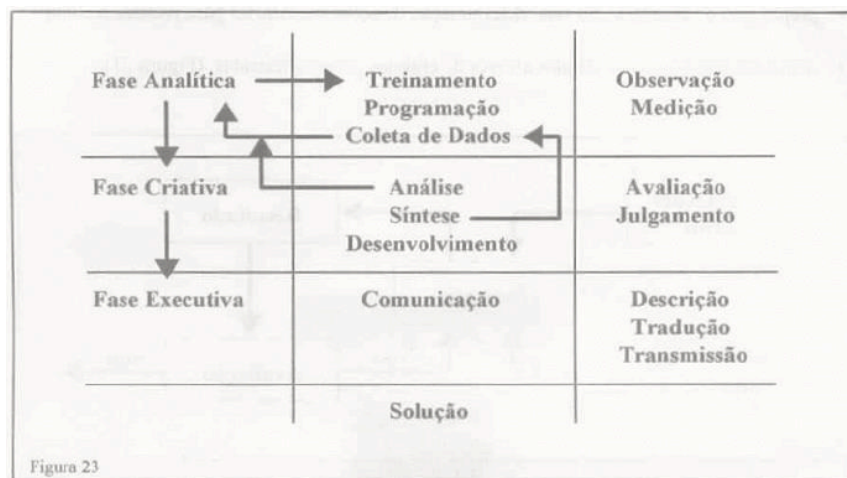 Fase Analítica Treinamento Observação
Programação Medição
Coleta de Dados
Fase Criativa Análise Avaliação
Síntese Julgamento
Desenvolvimento
Fase Executiva Comunicação Descrição
Tradução
Transmissão
Solução
Figura 23